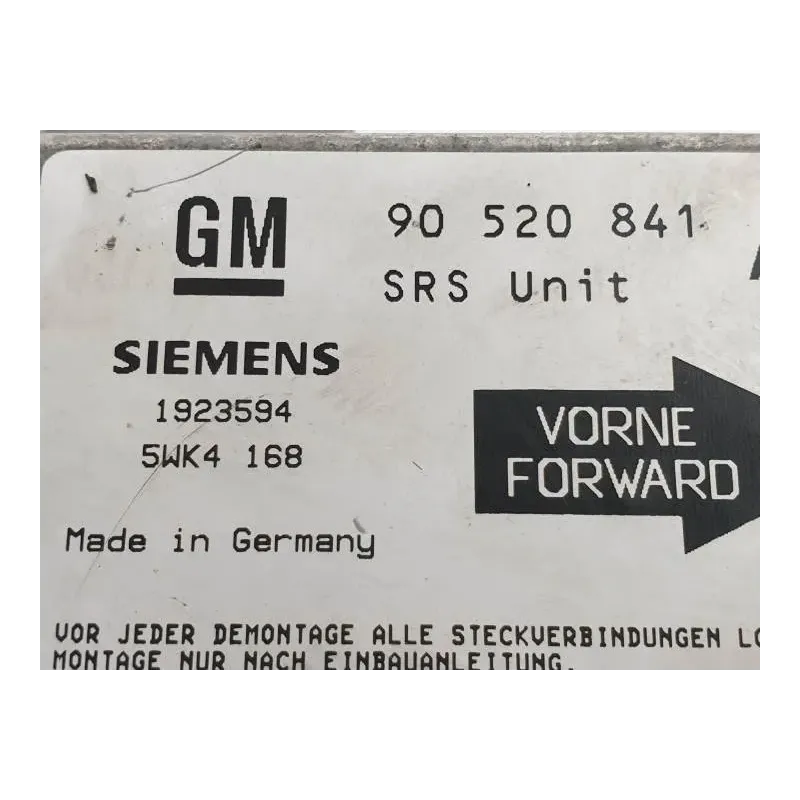 GM 90 520 841
SRS Unit
SIEMENS
1923594
5WK4 168
VORNE
FORWARD
Made in Germany
VOR JEDER DEMONTAGE ALLE STECKVERBINDUNGEN
MONTAGE NUR NACH EINBAUANLEITUNG.